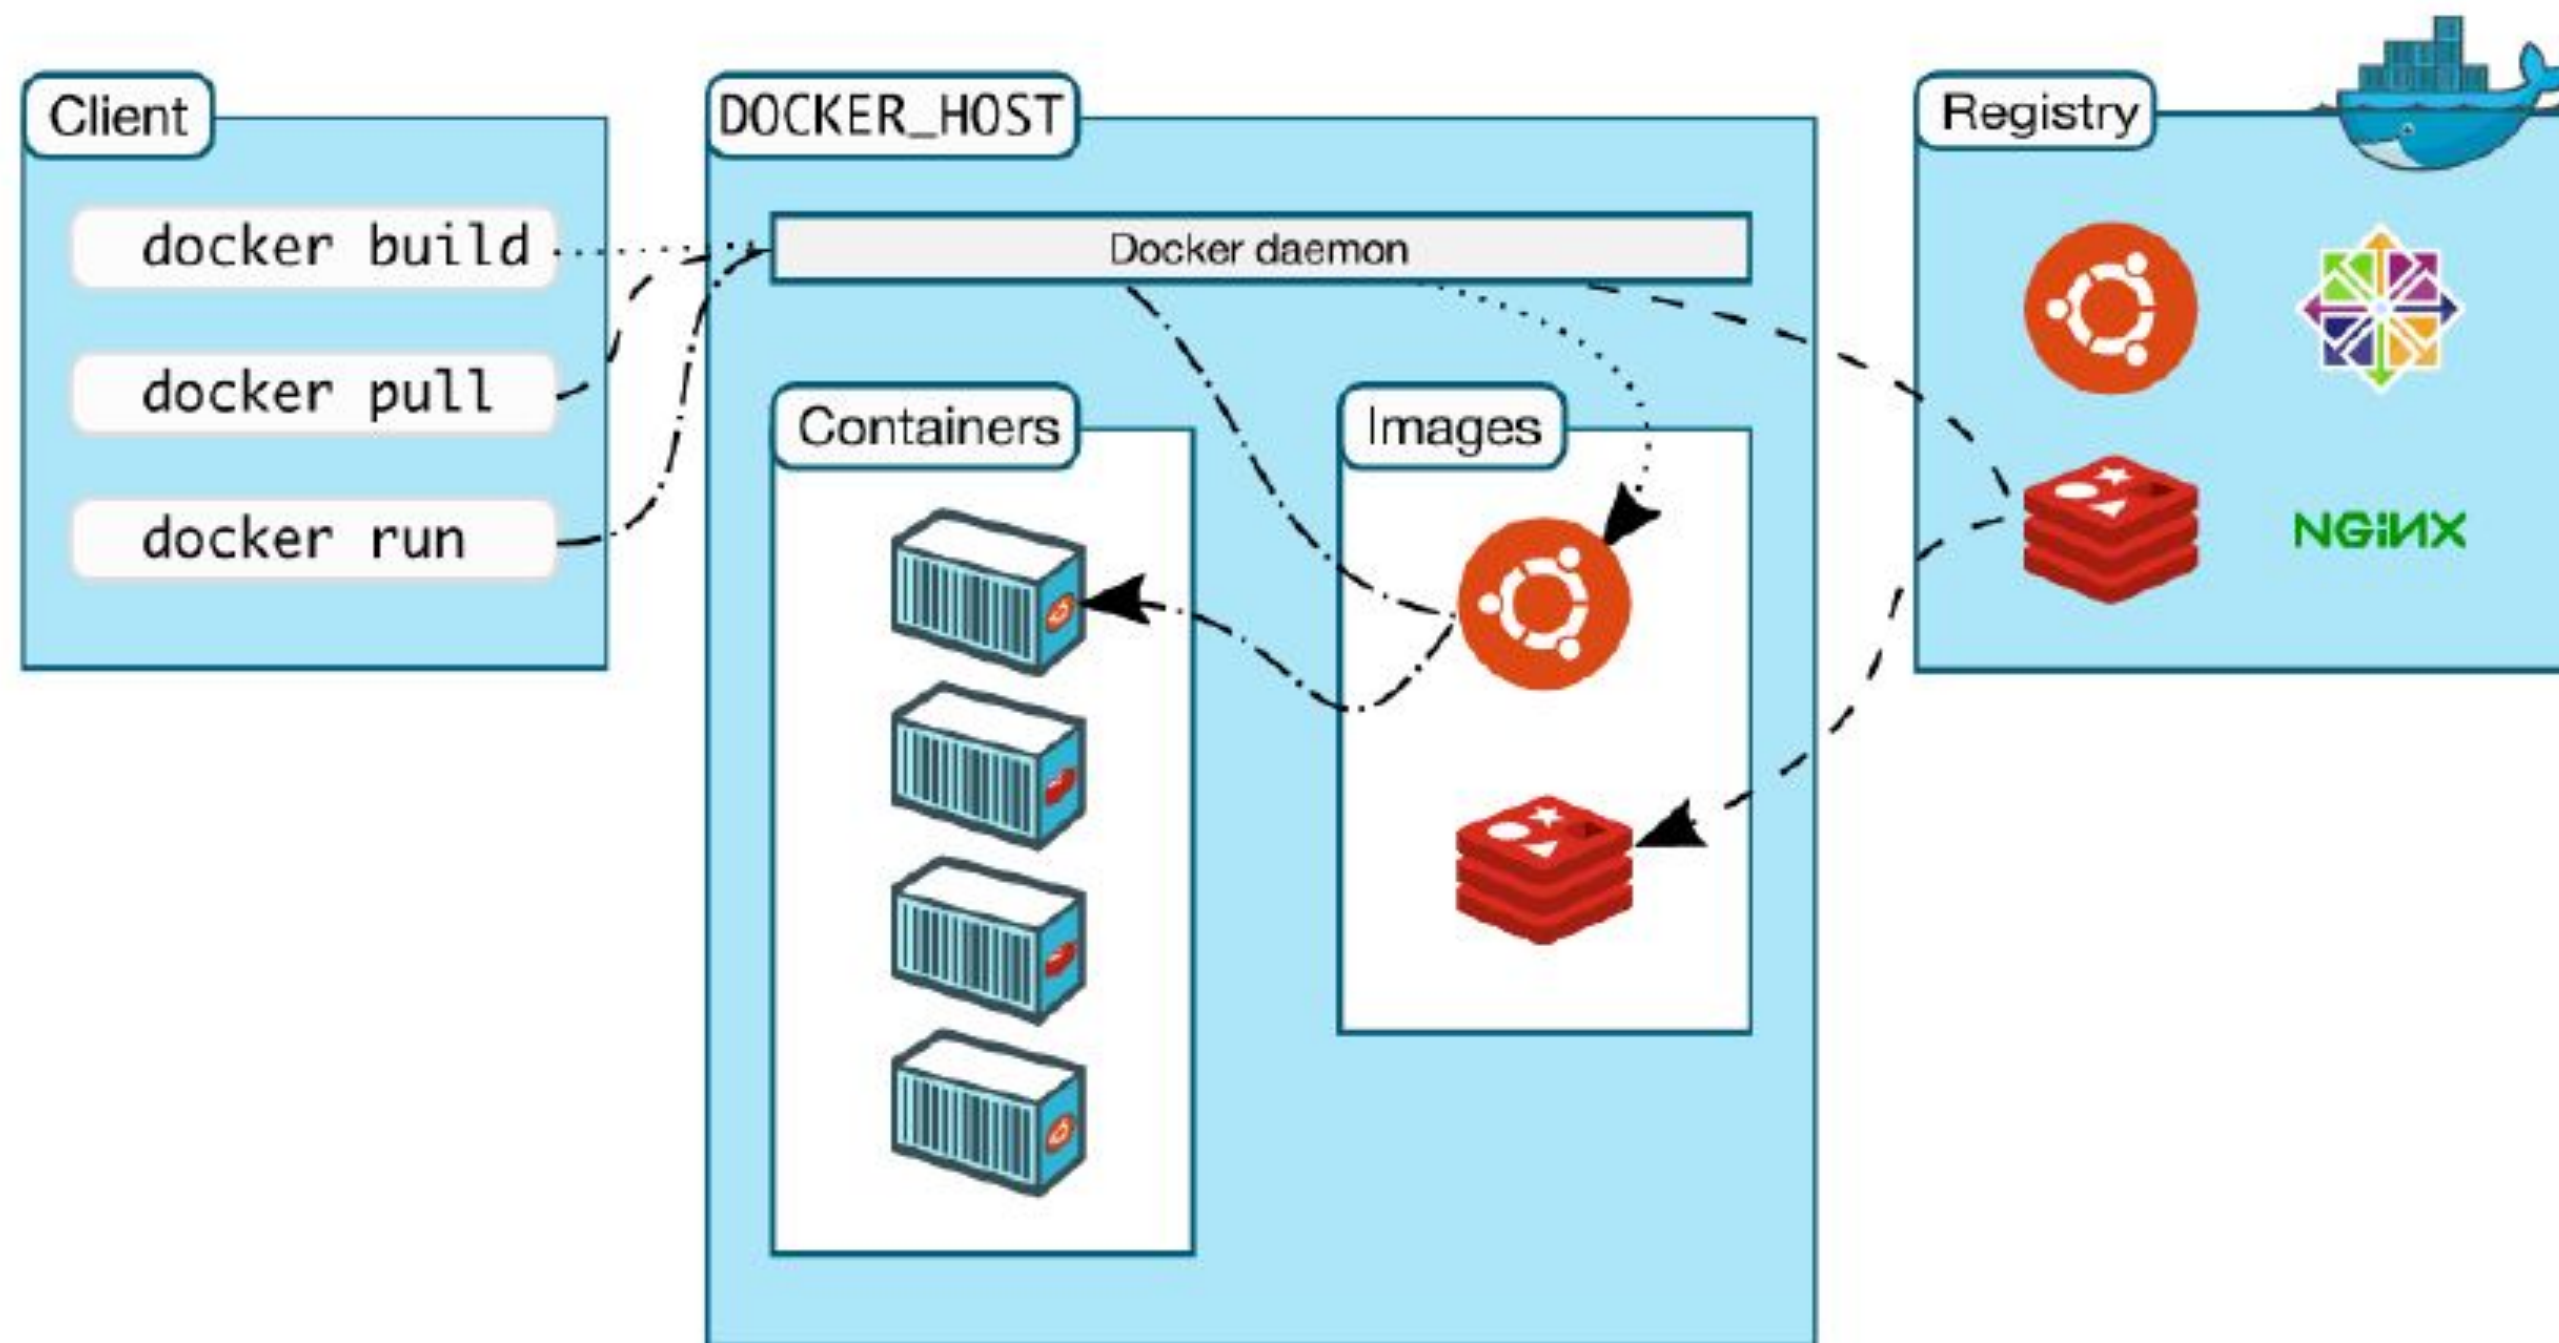 Client
docker build
docker pull
docker run
DOCKER_HOST
Docker daemon
Containers
Images
Registry
NGiNX